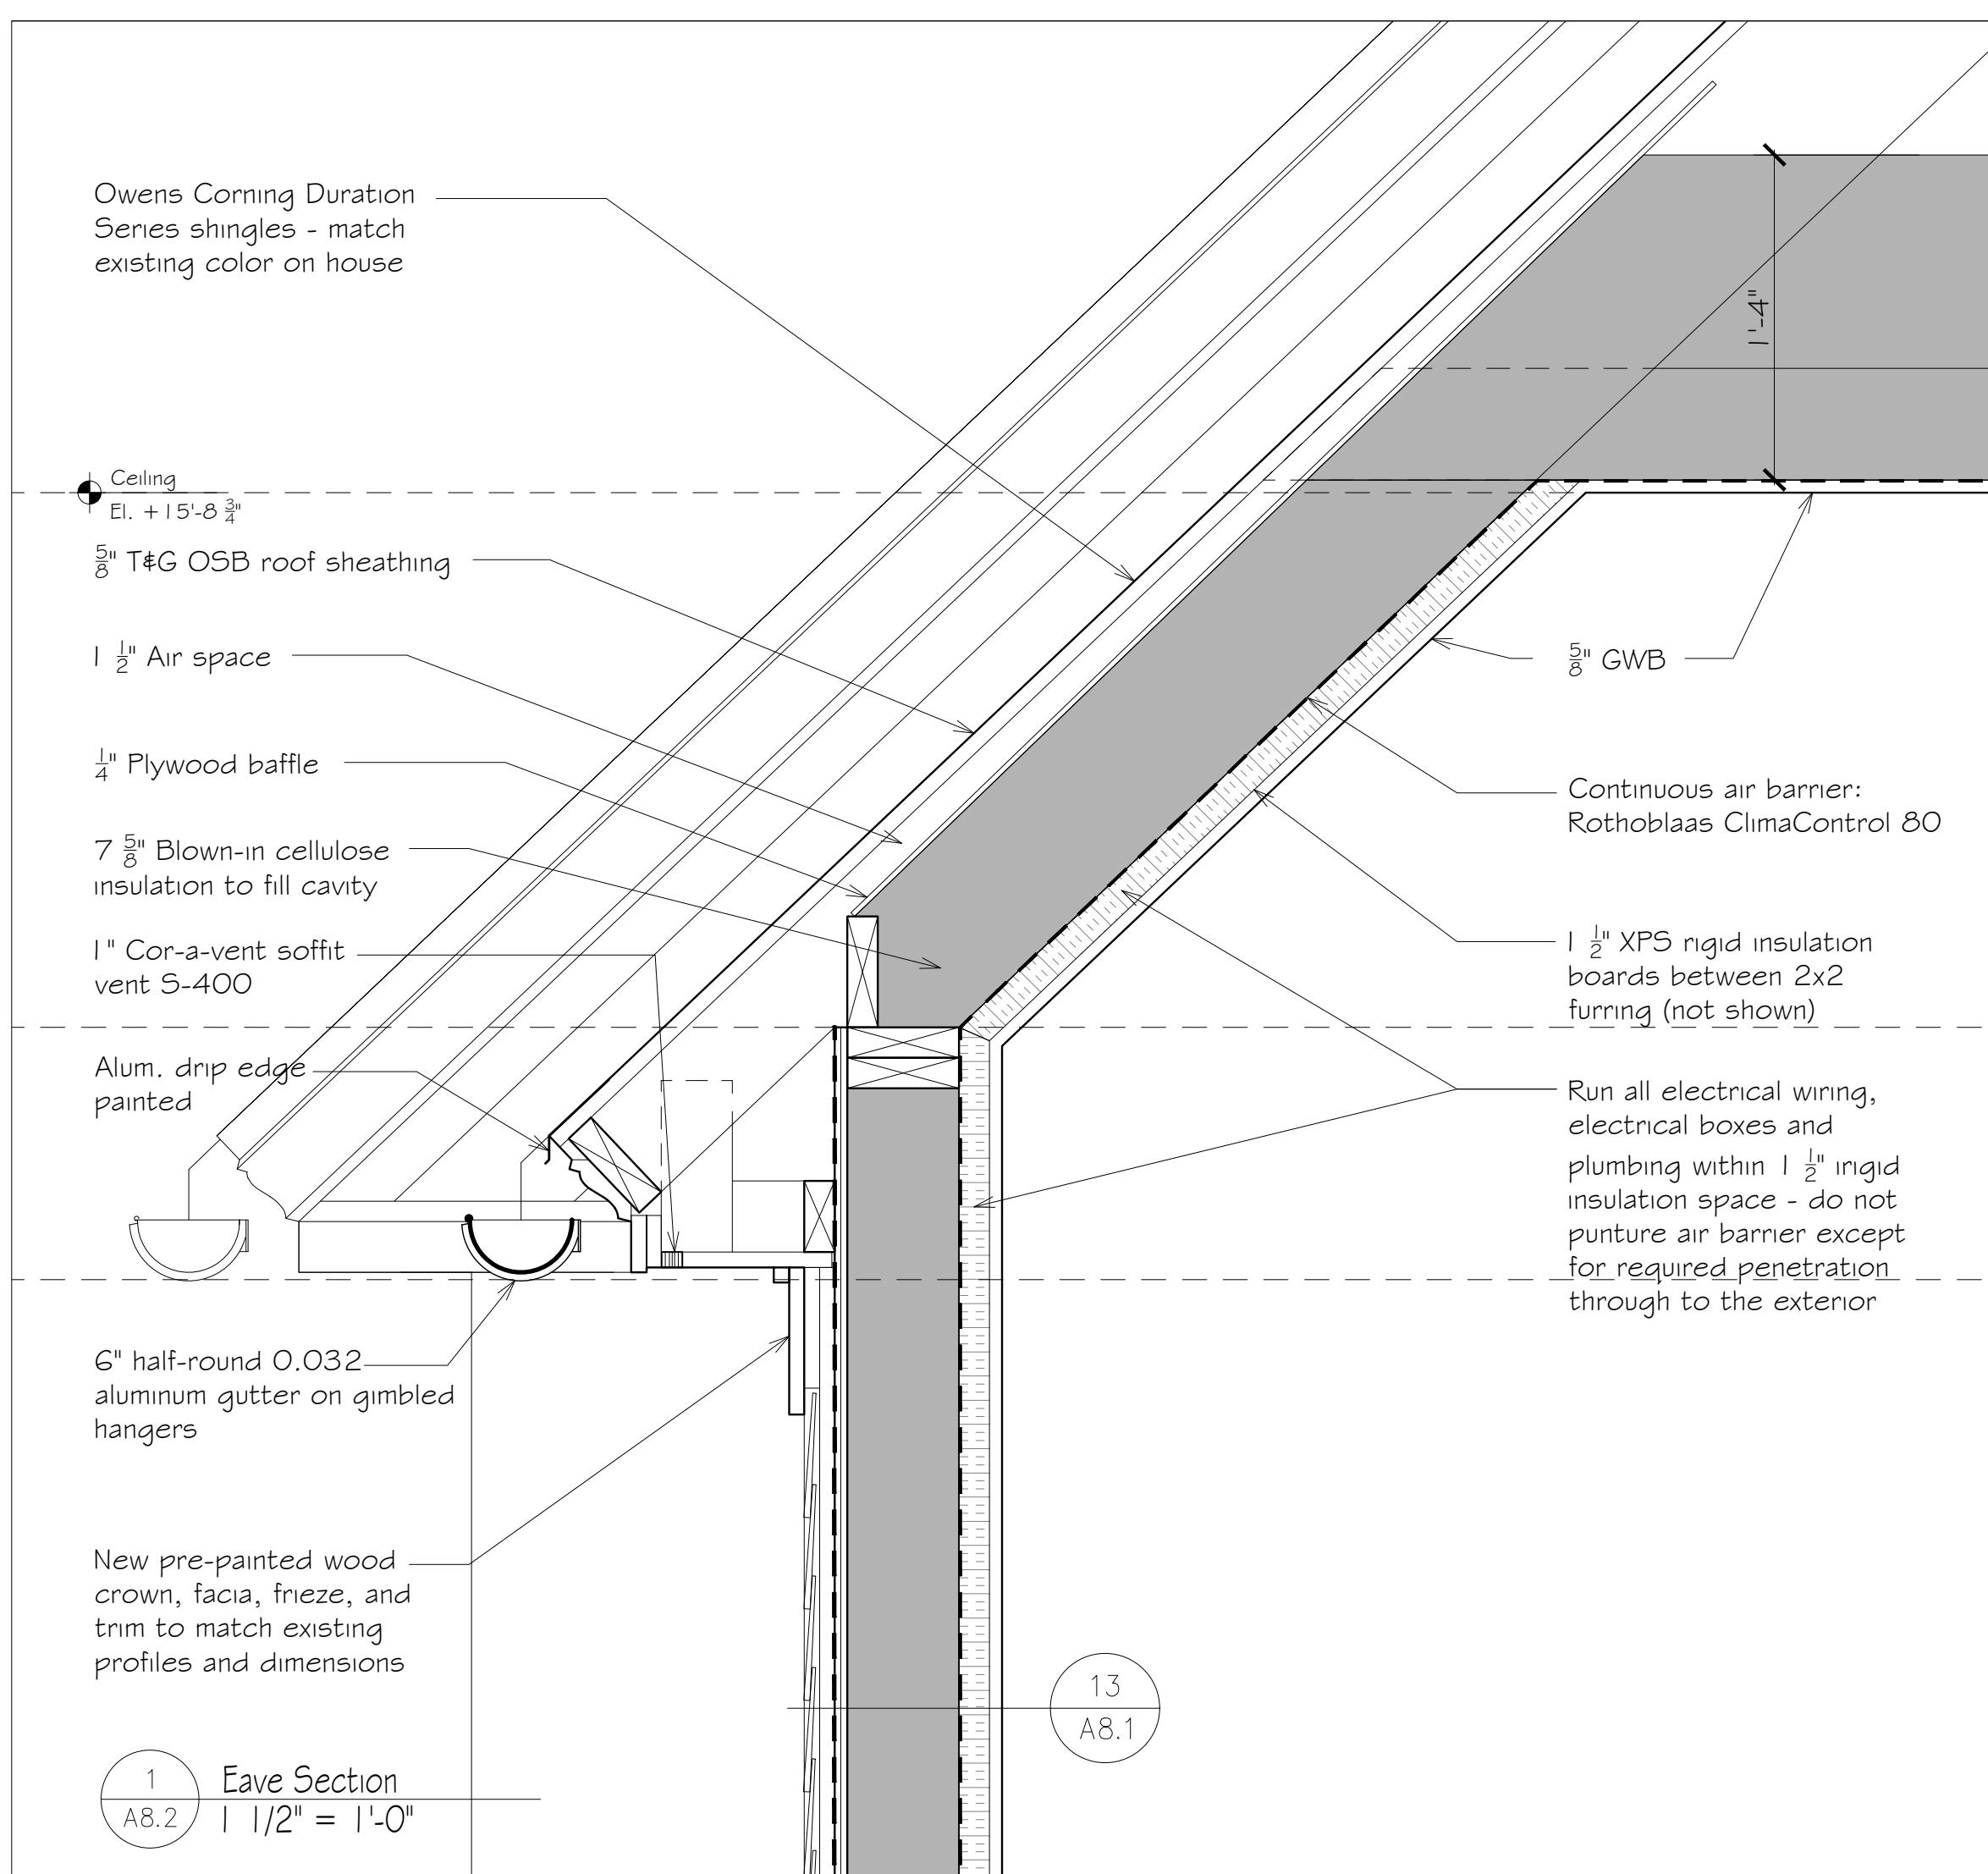 Owens Corning Duration
Series shingles - match
existing color on house
1'-4"
Ceiling
El. +15'-8 3/4"
5/8" T&G OSB roof sheathing
1 1/2" Air space
5/8" GWB
1/4" Plywood baffle
Continuous air barrier:
Rothoblaas ClimaControl 80
7 5/8" Blown-in cellulose
insulation to fill cavity
1" Cor-a-vent soffit
vent S-400
1 1/2" XPS rigid insulation
boards between 2x2
furring (not shown)
Alum. drip edge
painted
Run all electrical wiring,
electrical boxes and
plumbing within 1 1/2" irigid
insulation space - do not
punture air barrier except
for required penetration
through to the exterior
6" half-round 0.032
aluminum gutter on gimbled
hangers
New pre-painted wood
crown, facia, frieze, and
trim to match existing
profiles and dimensions
13
A8.1
1
A8.2
Eave Section
1 1/2" = 1'-0"